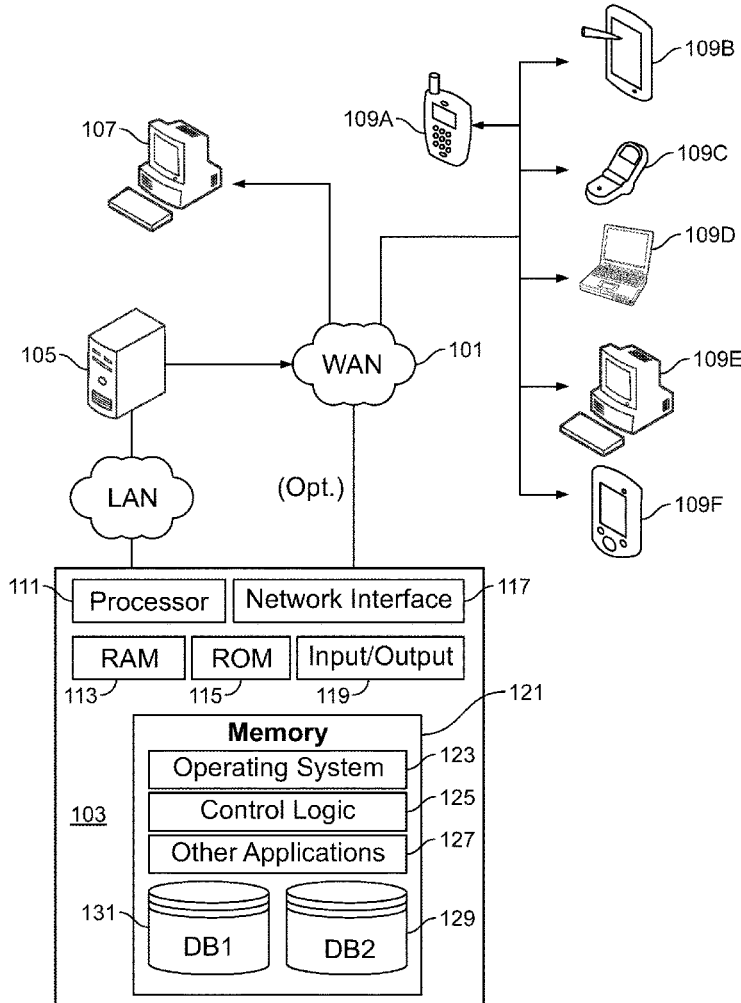 109B
107
109A
109C
109D
105
WAN
101
109E
LAN
(Opt.)
109F
111
Processor
Network Interface
117
RAM
ROM
Input/Output
113
115
119
121
Memory
Operating System
123
103
Control Logic
125
Other Applications
127
131
DB1
DB2
129